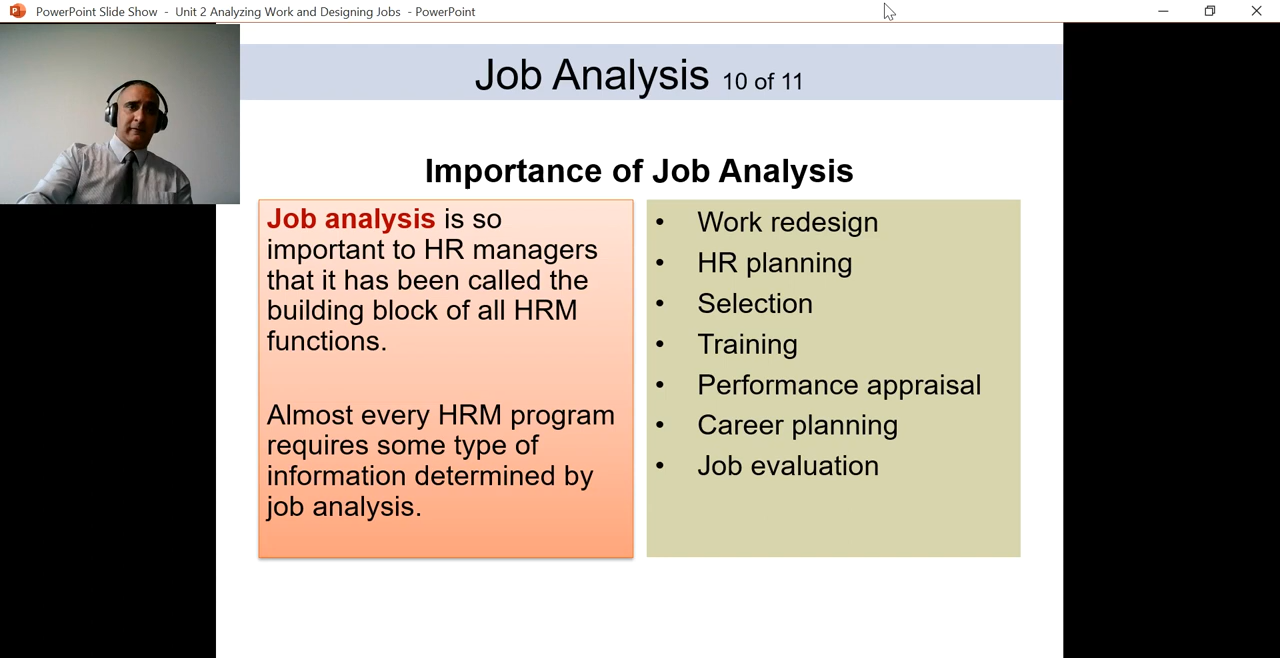 PowerPoint Slide Show - Unit 2 Analyzing Work and Designing Jobs - PowerPoint
Job Analysis 10 of 11
Importance of Job Analysis
Job analysis is so
important to HR managers
that it has been called the
building block of all HRM
functions.
Almost every HRM program
requires some type of
information determined by
job analysis.
• Work redesign
• HR planning
• Selection
• Training
• Performance appraisal
• Career planning
• Job evaluation